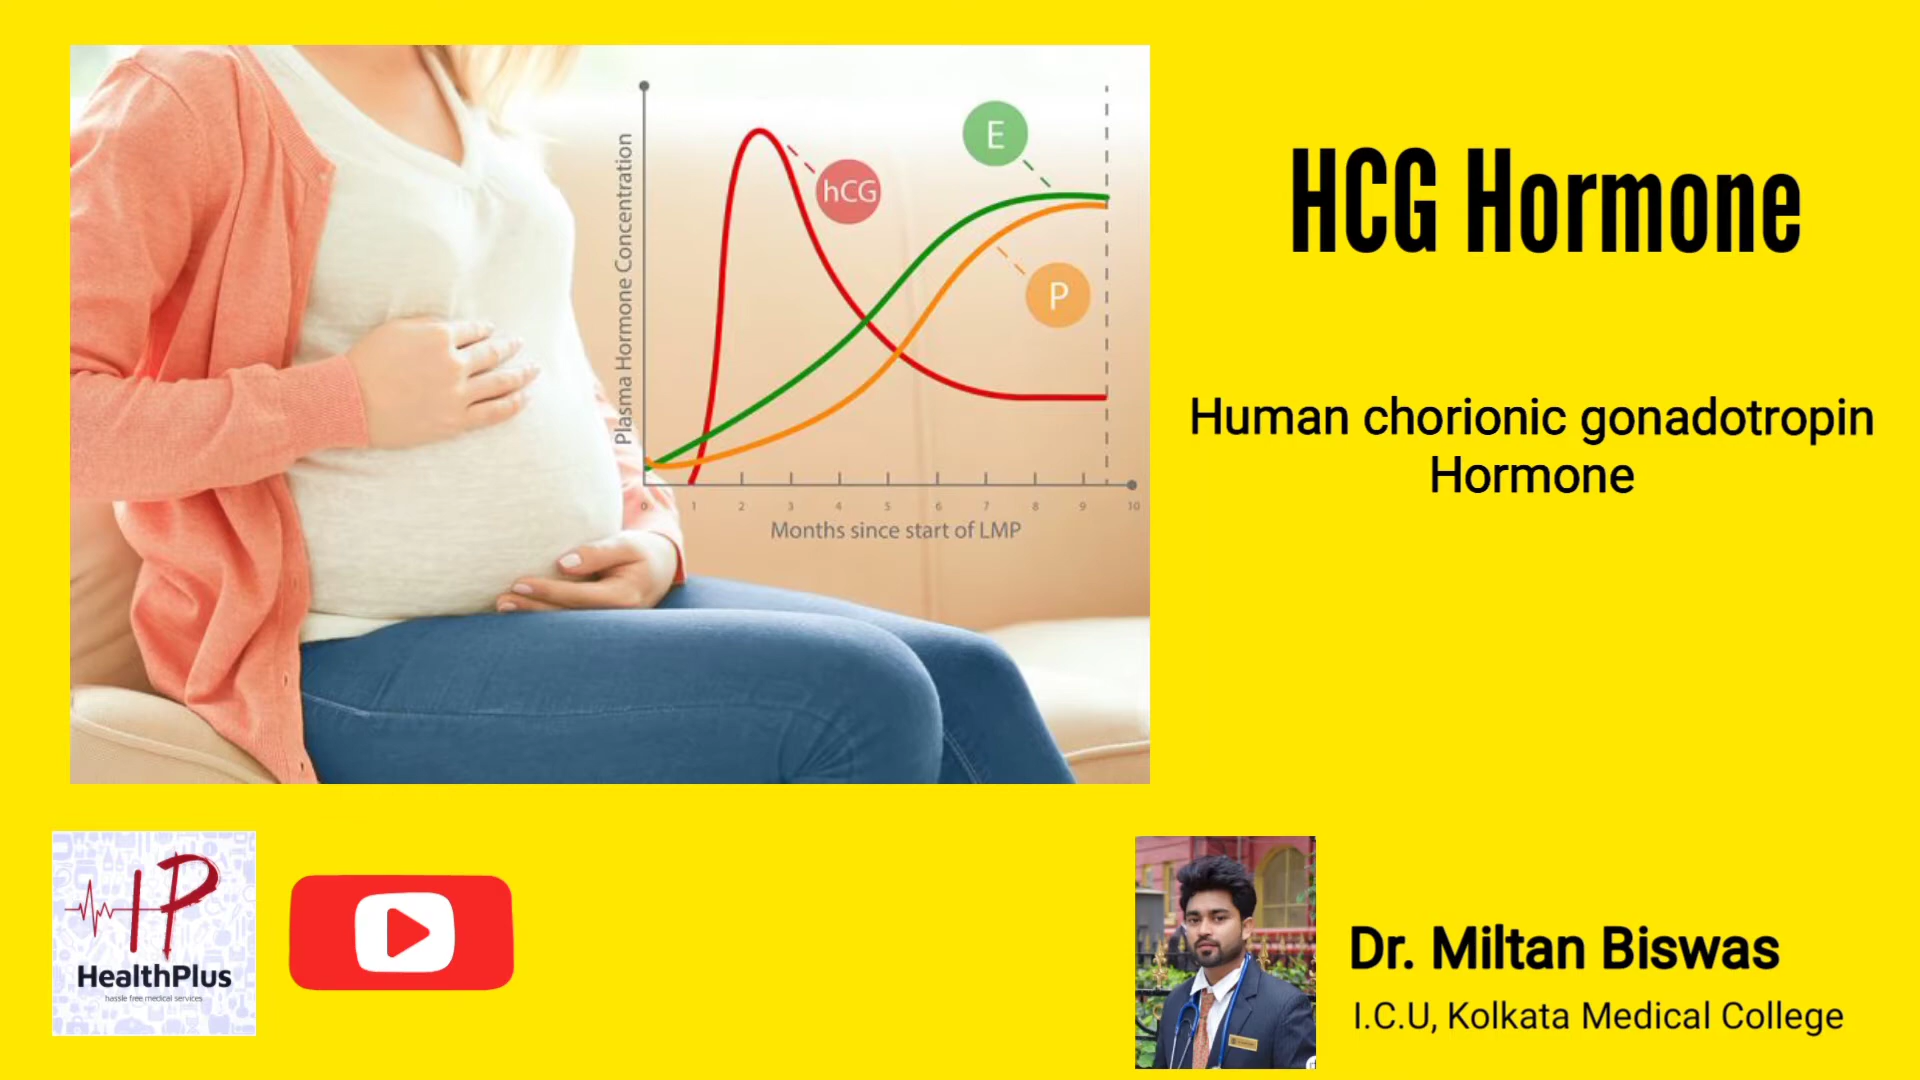 HCG Hormone
Human chorionic gonadotropin
Hormone
Plasma Hormone Concentration
hCG
E
P
0 1 2 3 4 5 6 7 8 9 10
Months since start of LMP
HP
HealthPlus
hassle free medical services
Dr. Miltan Biswas
I.C.U, Kolkata Medical College